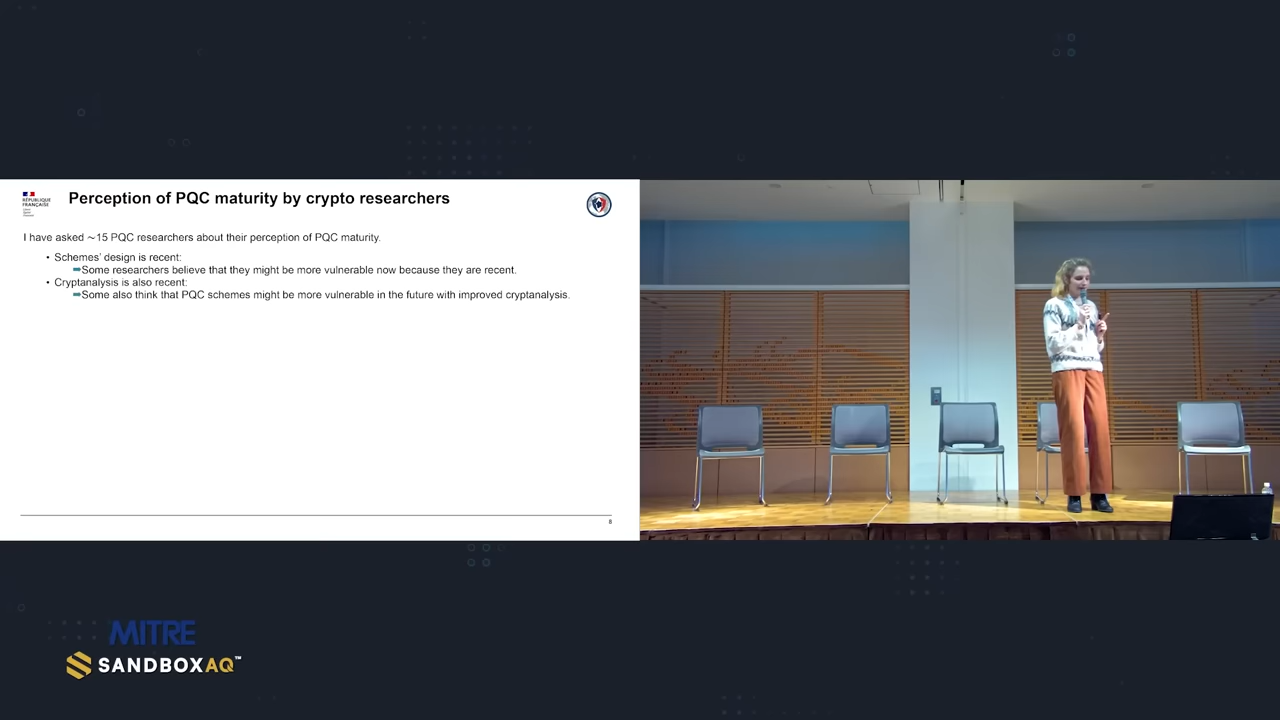 RÉPUBLIQUE
FRANÇAISE
Perception of PQC maturity by crypto researchers
I have asked ∼15 PQC researchers about their perception of PQC maturity.
• Schemes' design is recent:
➡Some researchers believe that they might be more vulnerable now because they are recent.
• Cryptanalysis is also recent:
➡Some also think that PQC schemes might be more vulnerable in the future with improved cryptanalysis.
8
MITRE
SANDBOXAQ™